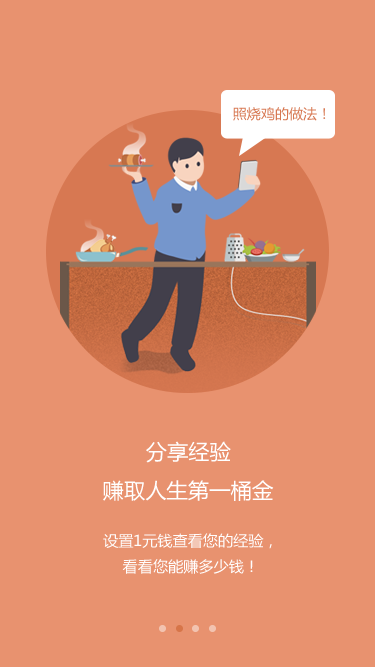 照烧鸡的做法！
分享经验
赚取人生第一桶金
设置1元钱查看您的经验，
看看您能赚多少钱！